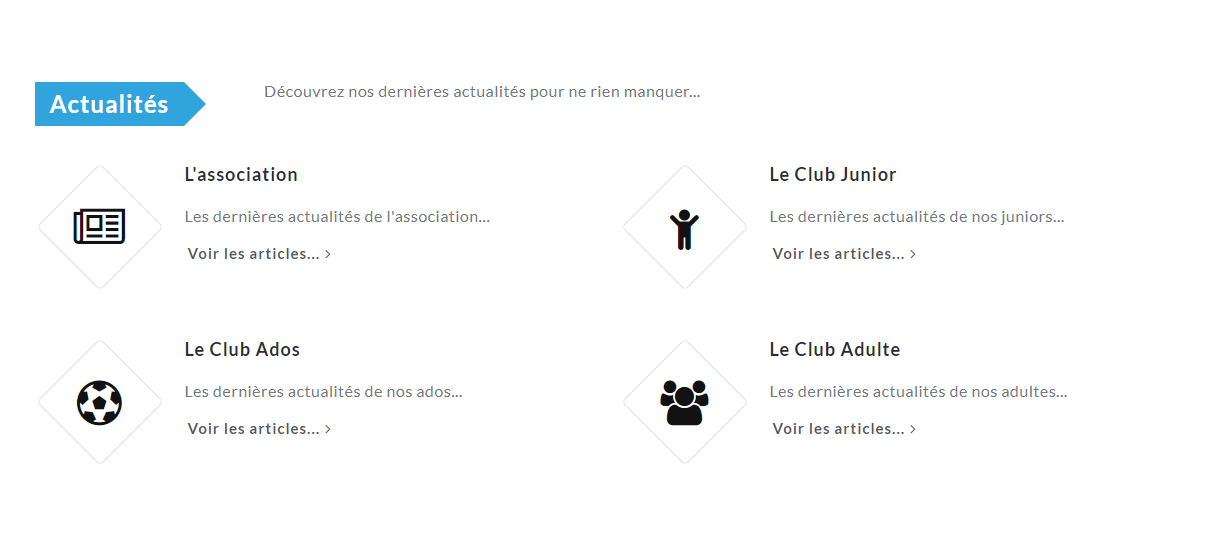 Actualités
Découvrez nos dernières actualités pour ne rien manquer...
L'association
Les dernières actualités de l'association...
Voir les articles...
Le Club Junior
Les dernières actualités de nos juniors...
Voir les articles...
Le Club Ados
Les dernières actualités de nos ados...
Voir les articles...
Le Club Adulte
Les dernières actualités de nos adultes...
Voir les articles...